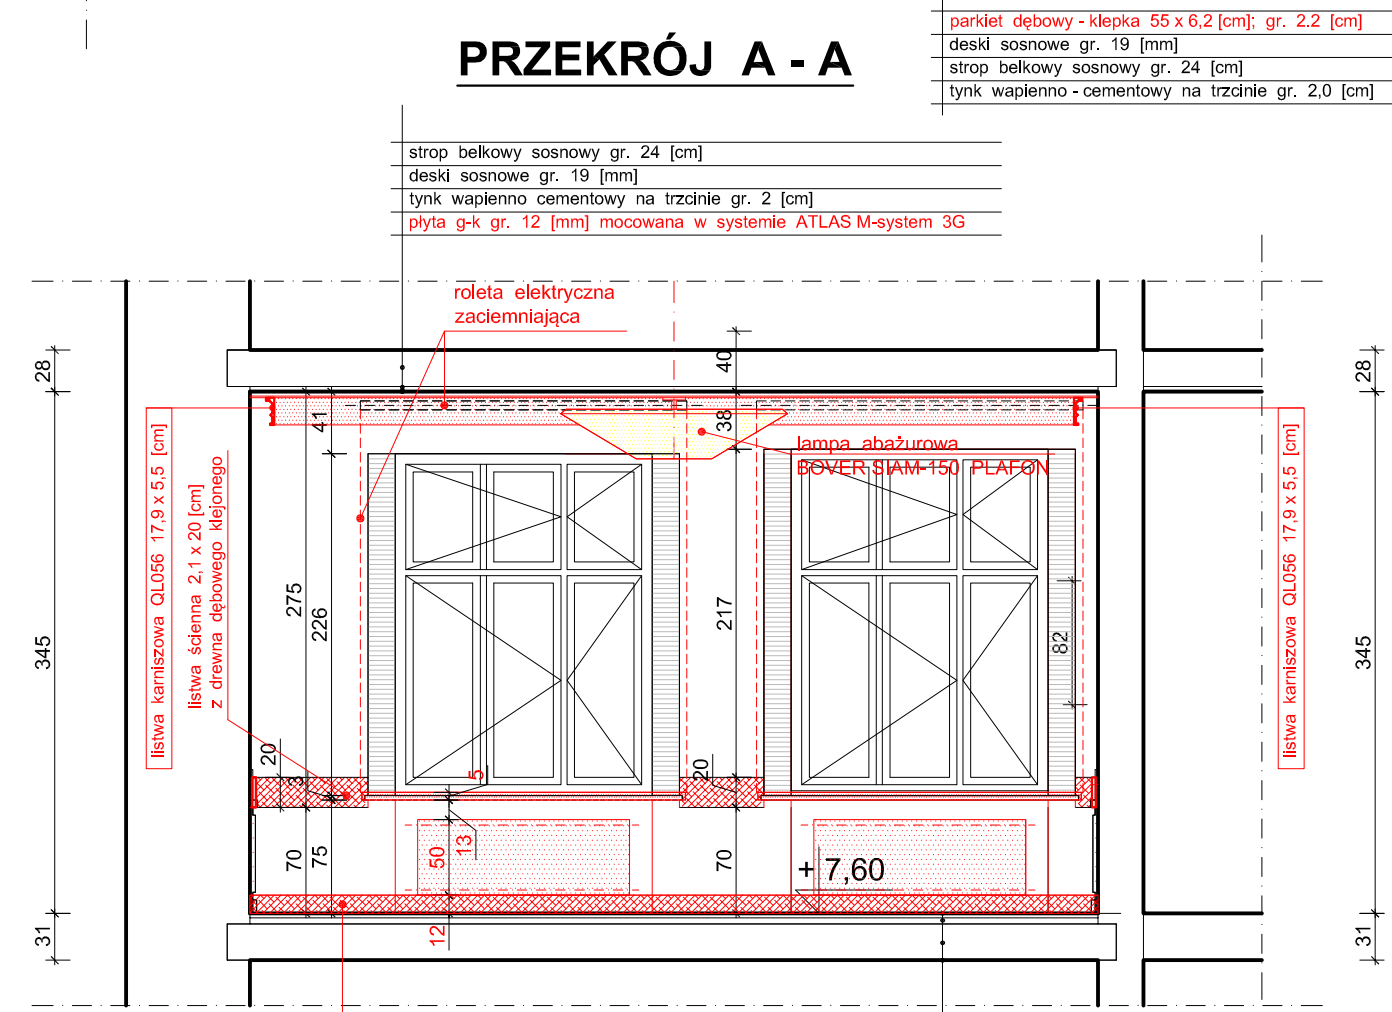 PRZEKRÓJ A - A
parkiet dębowy - klepka 55 x 6,2 [cm]; gr. 2.2 [cm]
deski sosnowe gr. 19 [mm]
strop belkowy sosnowy gr. 24 [cm]
tynk wapienno - cementowy na trzcinie gr. 2,0 [cm]
strop belkowy sosnowy gr. 24 [cm]
deski sosnowe gr. 19 [mm]
tynk wapienno cementowy na trzcinie gr. 2 [cm]
płyta g-k gr. 12 [mm] mocowana w systemie ATLAS M-system 3G
roleta elektryczna
zaciemniająca
28
40
28
41
38
lampa abażurowa
BOVER SIAM-150 PLAFON
listwa karniszowa QL056 17,9 x 5,5 [cm]
listwa ścienna 2,1 x 20 [cm]
z drewna dębowego klejonego
listwa karniszowa QL056 17,9 x 5,5 [cm]
345
275
226
217
82
345
20
3
5
20
70
75
50
13
70
+ 7,60
31
12
31